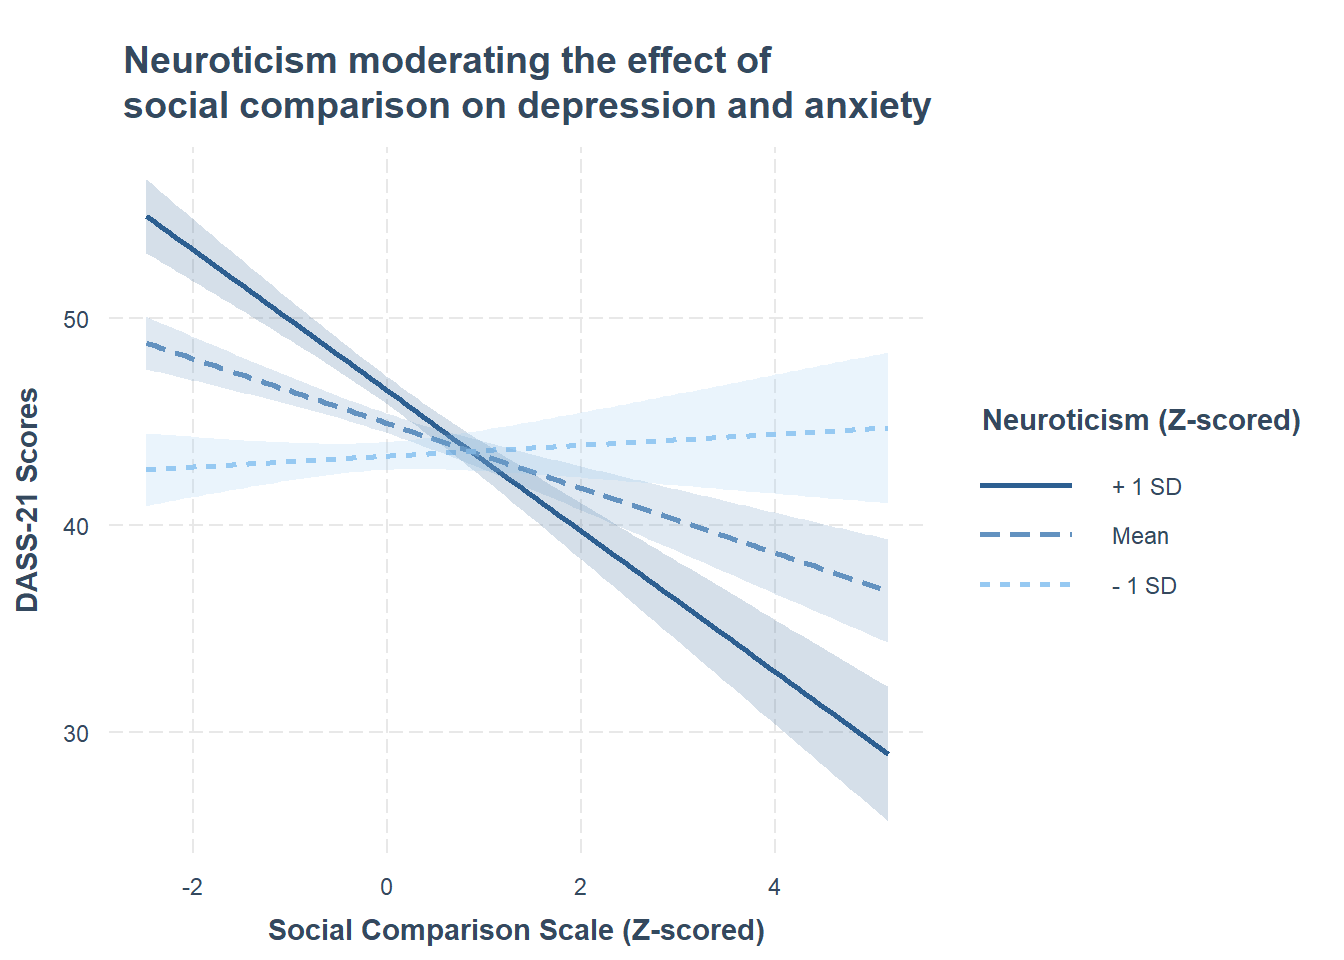 Neuroticism moderating the effect of
social comparison on depression and anxiety
DASS-21 Scores
50
40
30
-2
0
2
4
Social Comparison Scale (Z-scored)
Neuroticism (Z-scored)
+ 1 SD
Mean
- 1 SD